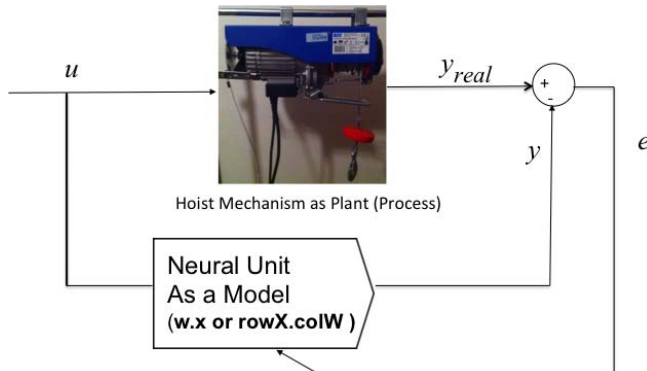 u
y_real
+
-
y
e
Hoist Mechanism as Plant (Process)
Neural Unit
As a Model
(w.x or rowX.colW )